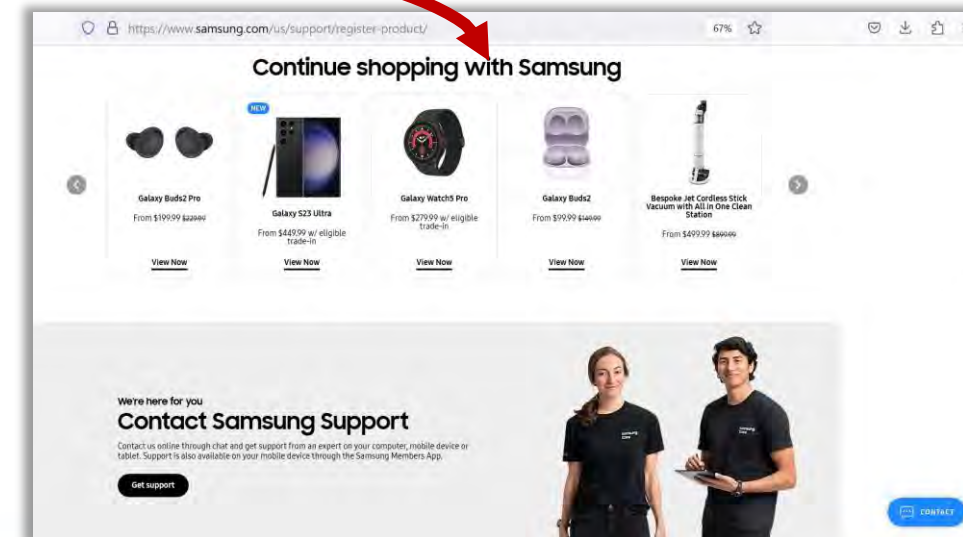 https://www.samsung.com/us/support/register-product/
67%
Continue shopping with Samsung
NEW
Galaxy Buds2 Pro
From $199.99 $229.99
View Now
Galaxy S23 Ultra
From $449.99 w/ eligible
trade-in
View Now
Galaxy Watch5 Pro
From $279.99 w/ eligible
trade-in
View Now
Galaxy Buds2
From $99.99 $149.99
View Now
Bespoke Jet Cordless Stick
Vacuum with All in One Clean
Station
From $499.99 $899.99
View Now
We're here for you
Contact Samsung Support
Contact us online through chat and get support from an expert on your computer, mobile device or
tablet. Support is also available on your mobile device through the Samsung Members App.
Get support
CONTACT